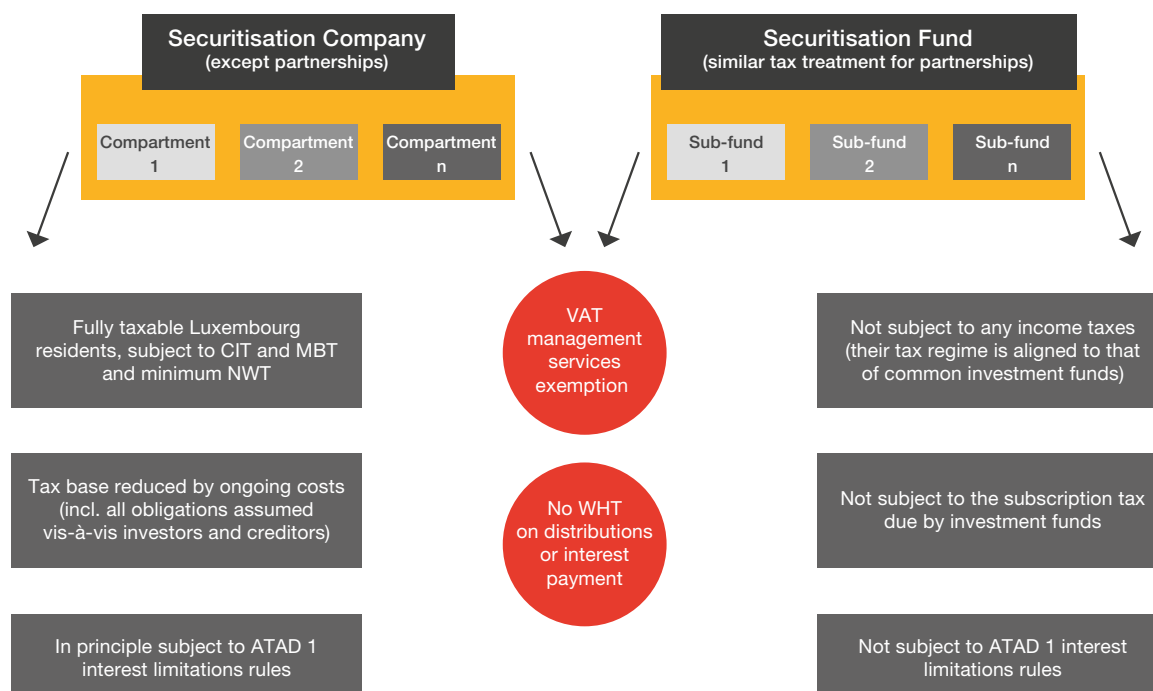 Securitisation Company
(except partnerships)
Compartment
1
Compartment
2
Compartment
n
Securitisation Fund
(similar tax treatment for partnerships)
Sub-fund
1
Sub-fund
2
Sub-fund
n
Fully taxable Luxembourg
residents, subject to CIT and MBT
and minimum NWT
Tax base reduced by ongoing costs
(incl. all obligations assumed
vis-à-vis investors and creditors)
In principle subject to ATAD 1
interest limitations rules
VAT
management
services
exemption
No WHT
on distributions
or interest
payment
Not subject to any income taxes
(their tax regime is aligned to that
of common investment funds)
Not subject to the subscription tax
due by investment funds
Not subject to ATAD 1 interest
limitations rules